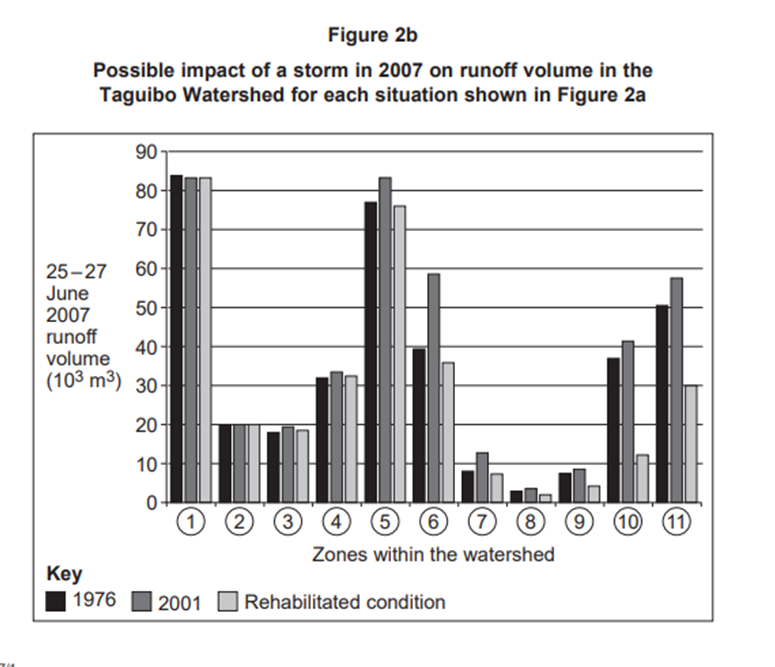 Figure 2b
Possible impact of a storm in 2007 on runoff volume in the
Taguibo Watershed for each situation shown in Figure 2a
90
80
70
60
50
40
30
20
10
0
25–27
June
2007
runoff
volume
(10³ m³)
1 2 3 4 5 6 7 8 9 10 11
Zones within the watershed
Key
1976 2001 Rehabilitated condition